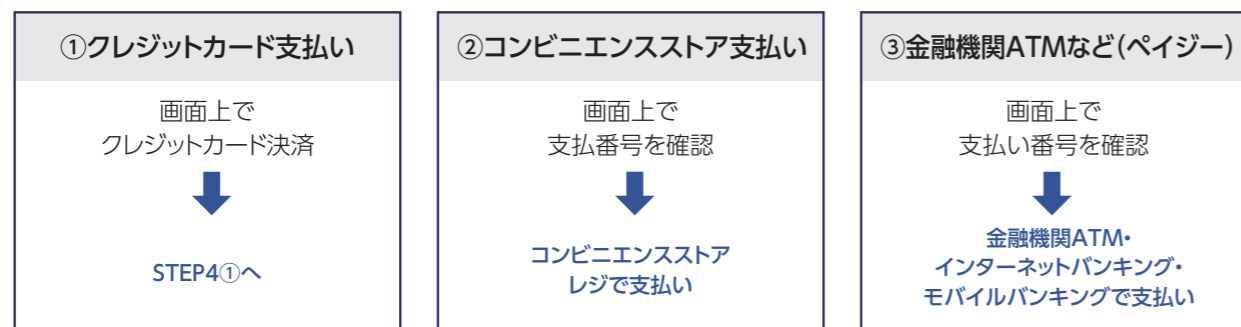 ①クレジットカード支払い
画面上で
クレジットカード決済
STEP4①へ
②コンビニエンスストア支払い
画面上で
支払番号を確認
コンビニエンスストア
レジで支払い
③金融機関ATMなど(ペイジー)
画面上で
支払い番号を確認
金融機関ATM・
インターネットバンキング・
モバイルバンキングで支払い